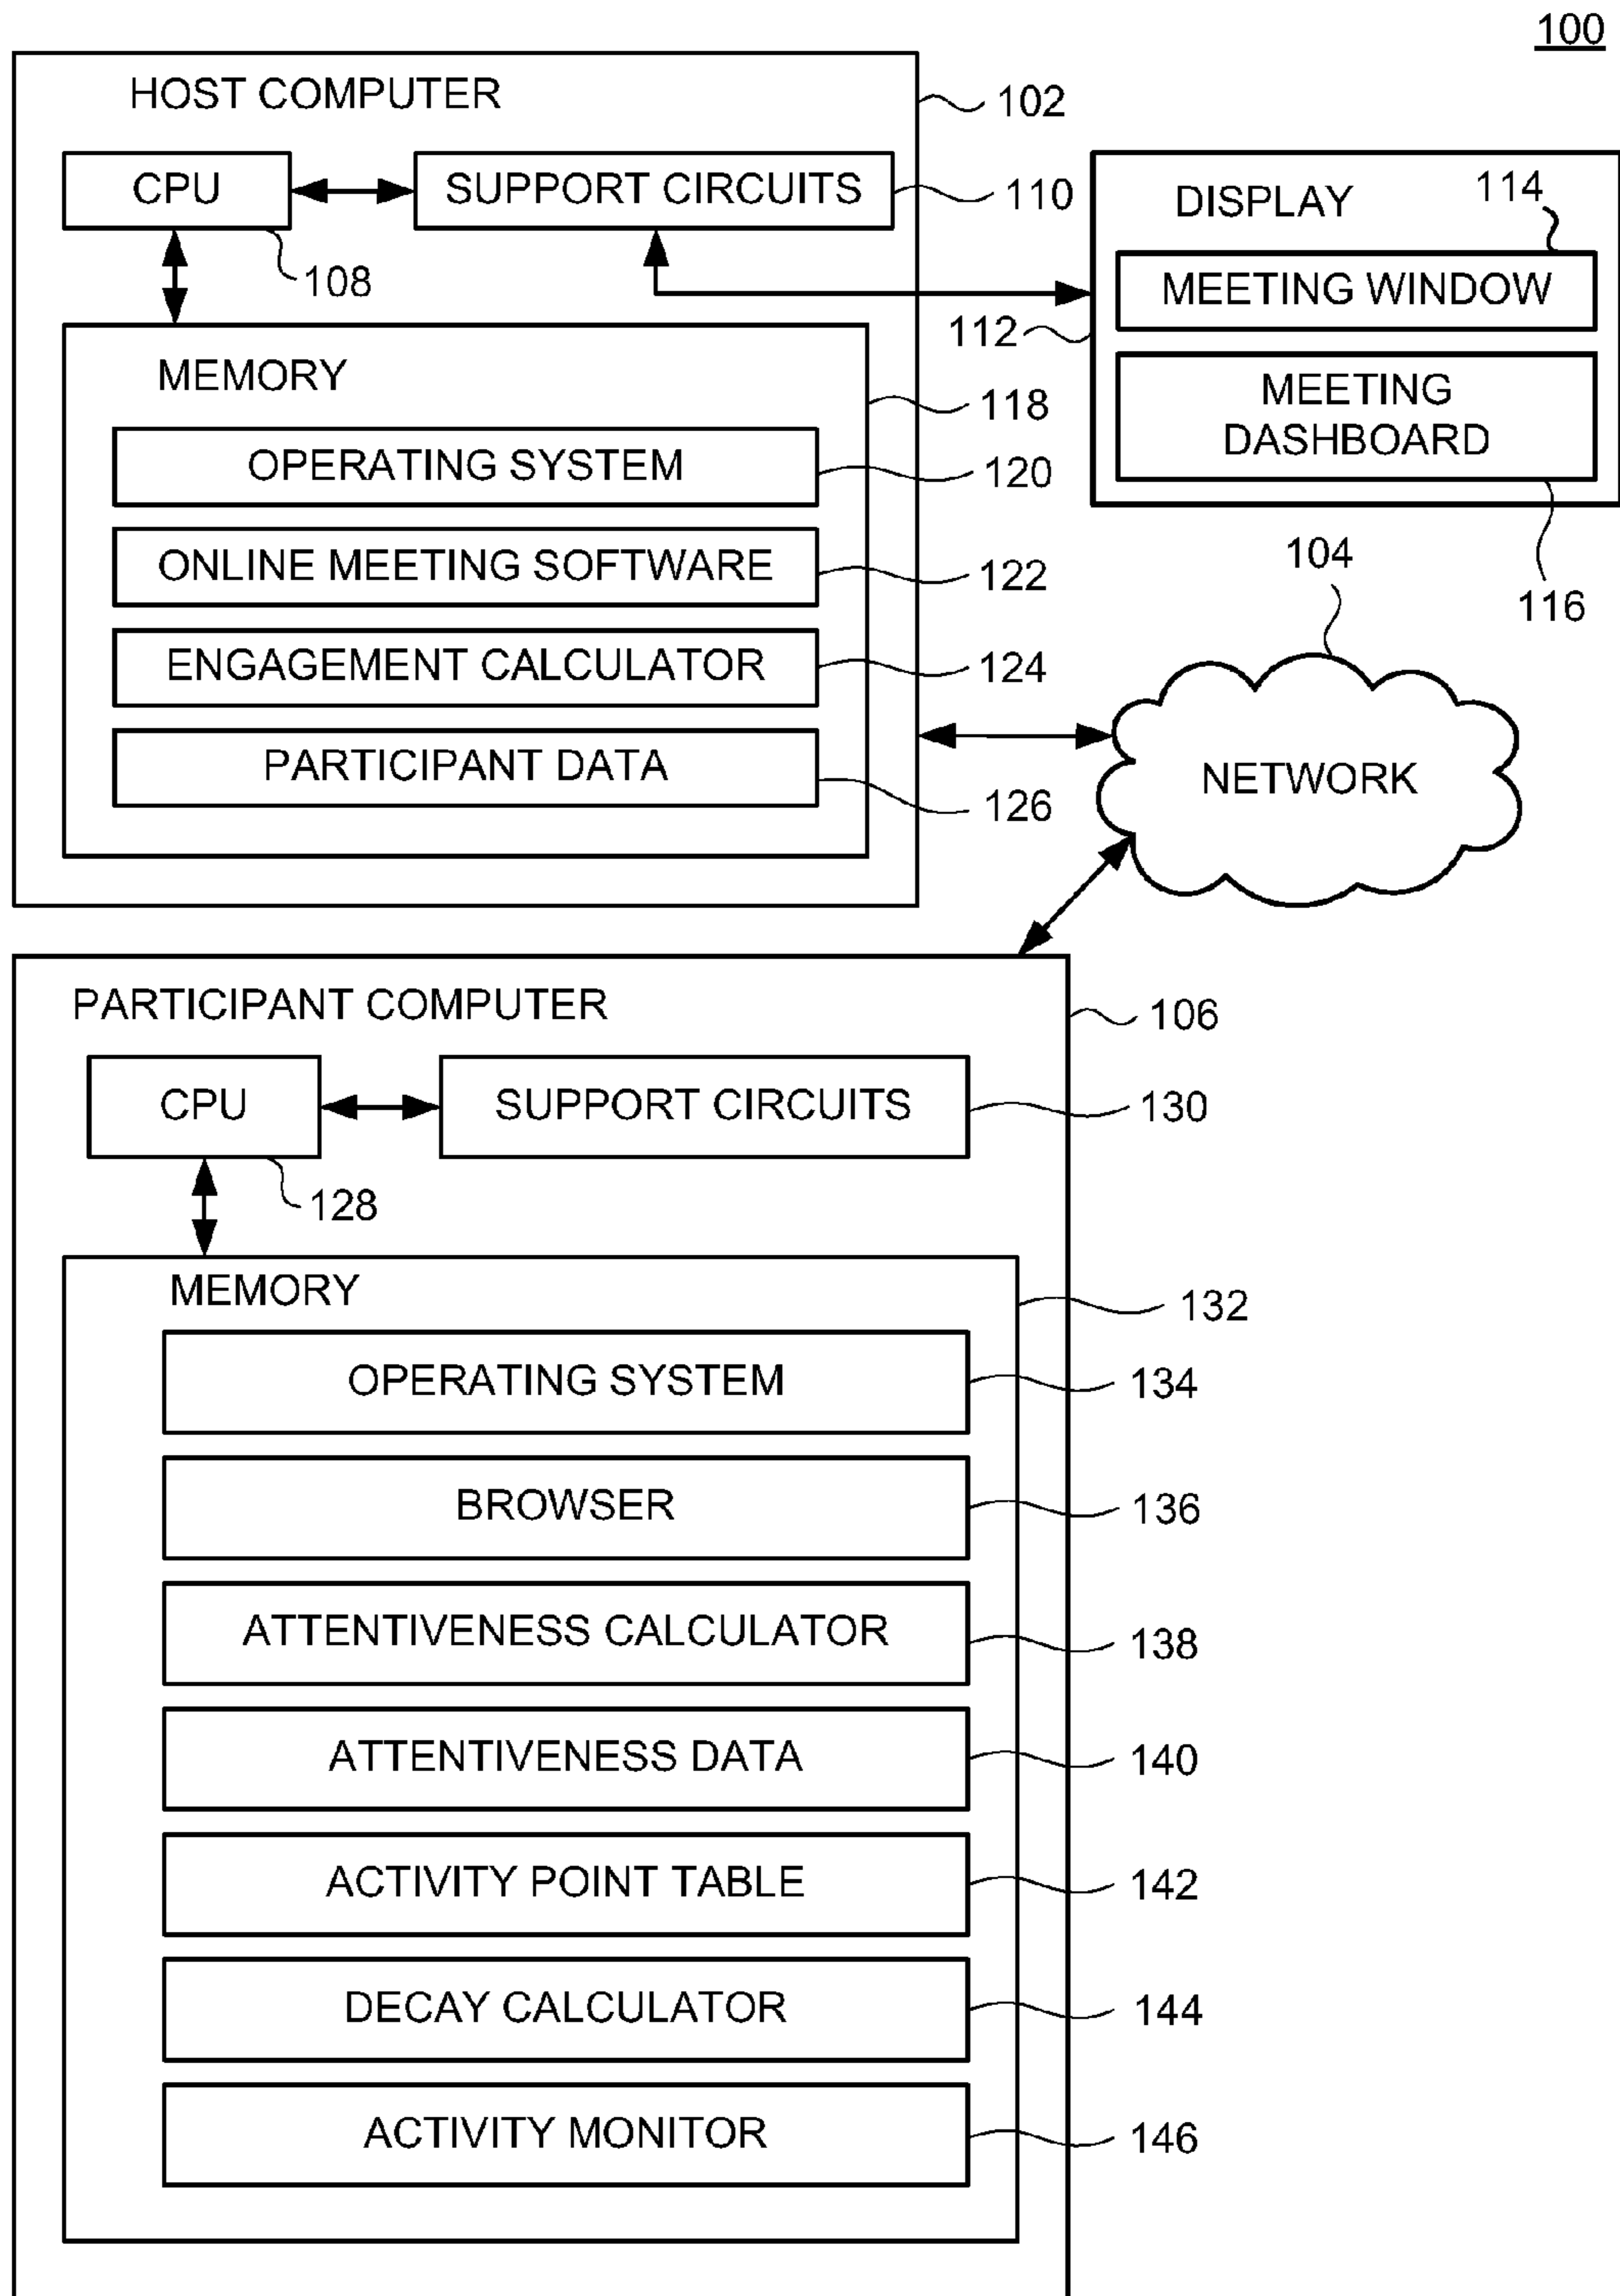 100
HOST COMPUTER
102
CPU
SUPPORT CIRCUITS
110
108
DISPLAY
114
MEETING WINDOW
112
MEETING
DASHBOARD
116
MEMORY
118
OPERATING SYSTEM
120
ONLINE MEETING SOFTWARE
122
ENGAGEMENT CALCULATOR
124
PARTICIPANT DATA
126
104
NETWORK
PARTICIPANT COMPUTER
106
CPU
SUPPORT CIRCUITS
130
128
MEMORY
132
OPERATING SYSTEM
134
BROWSER
136
ATTENTIVENESS CALCULATOR
138
ATTENTIVENESS DATA
140
ACTIVITY POINT TABLE
142
DECAY CALCULATOR
144
ACTIVITY MONITOR
146